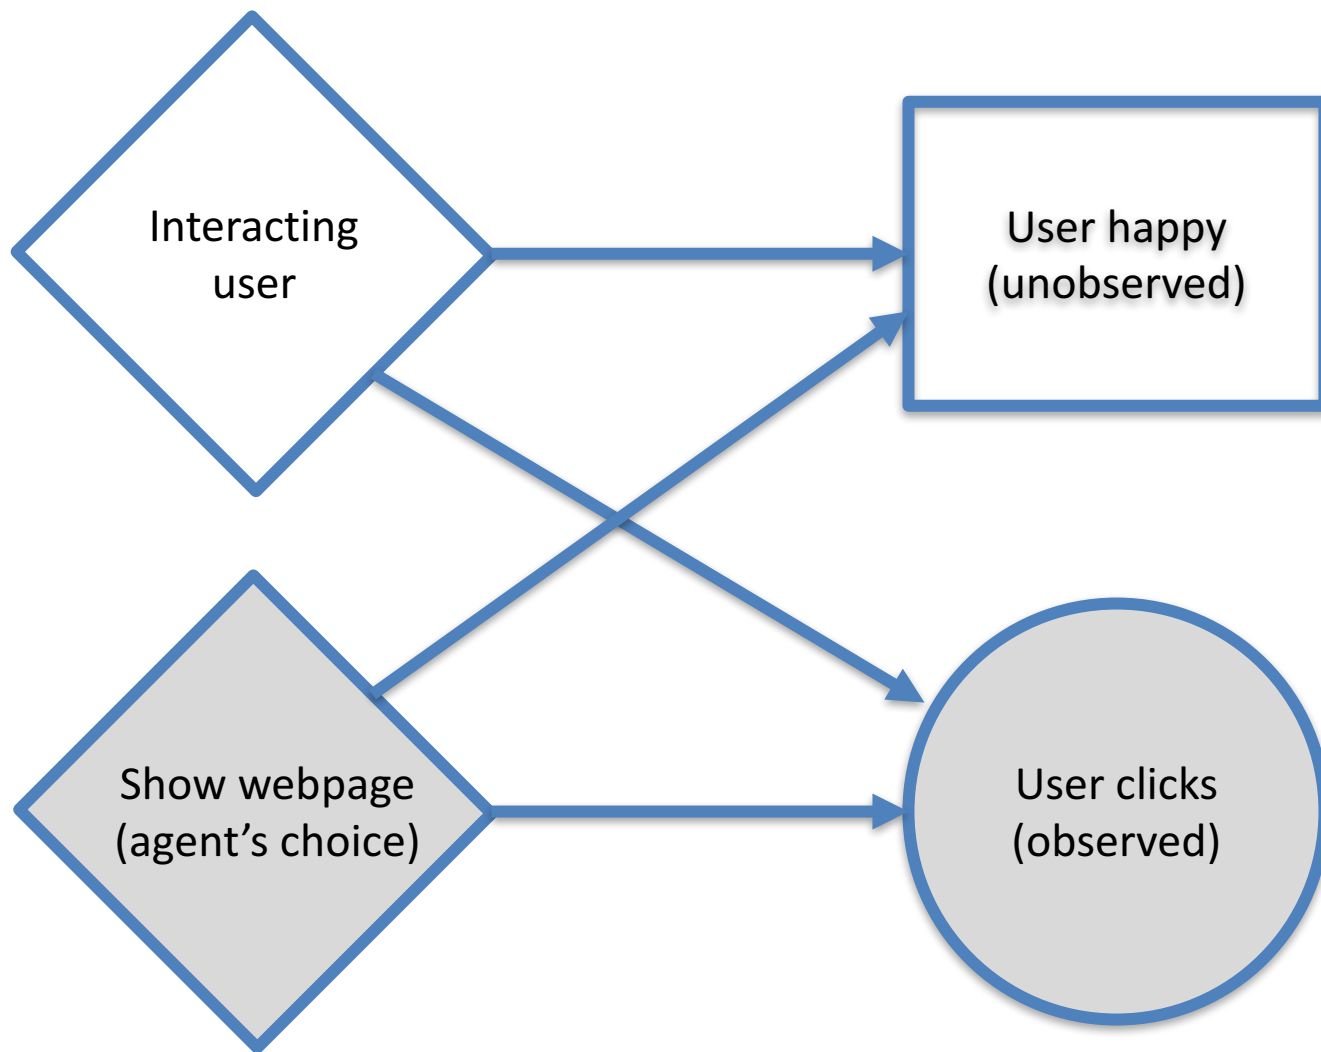 Interacting
user
User happy
(unobserved)
Show webpage
(agent’s choice)
User clicks
(observed)